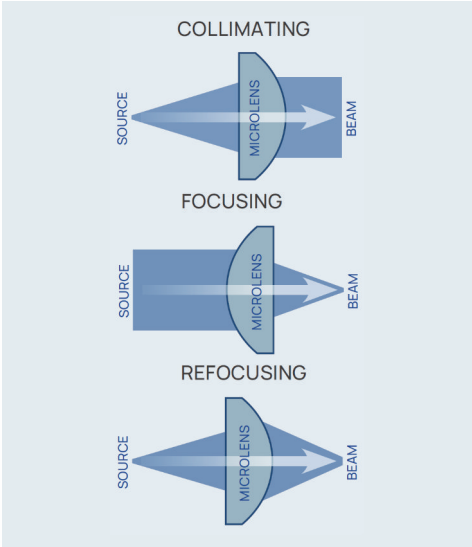 COLLIMATING
SOURCE
MICROLENS
BEAM
FOCUSING
SOURCE
MICROLENS
BEAM
REFOCUSING
SOURCE
MICROLENS
BEAM